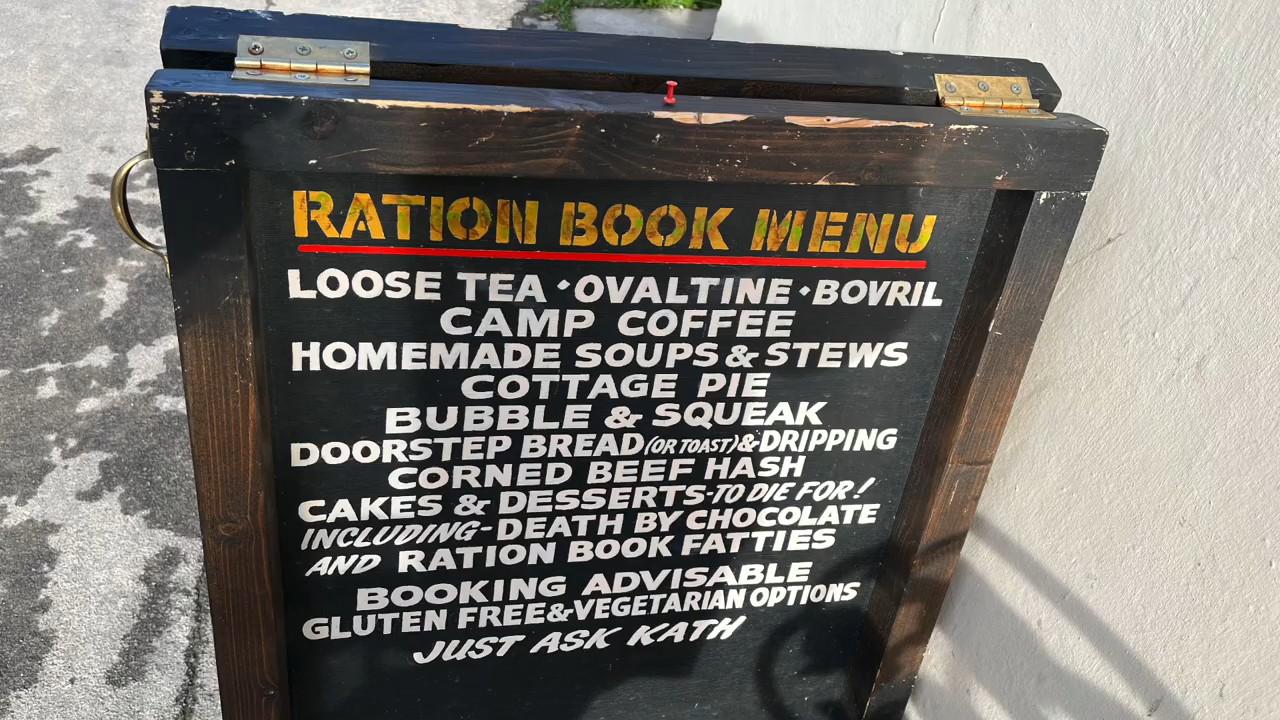 RATION BOOK MENU
LOOSE TEA • OVALTINE • BOVRIL
CAMP COFFEE
HOMEMADE SOUPS & STEWS
COTTAGE PIE
BUBBLE & SQUEAK
DOORSTEP BREAD (OR TOAST) & DRIPPING
CORNED BEEF HASH
CAKES & DESSERTS - TO DIE FOR!
INCLUDING - DEATH BY CHOCOLATE
AND RATION BOOK FATTIES
BOOKING ADVISABLE
GLUTEN FREE & VEGETARIAN OPTIONS
JUST ASK KATH